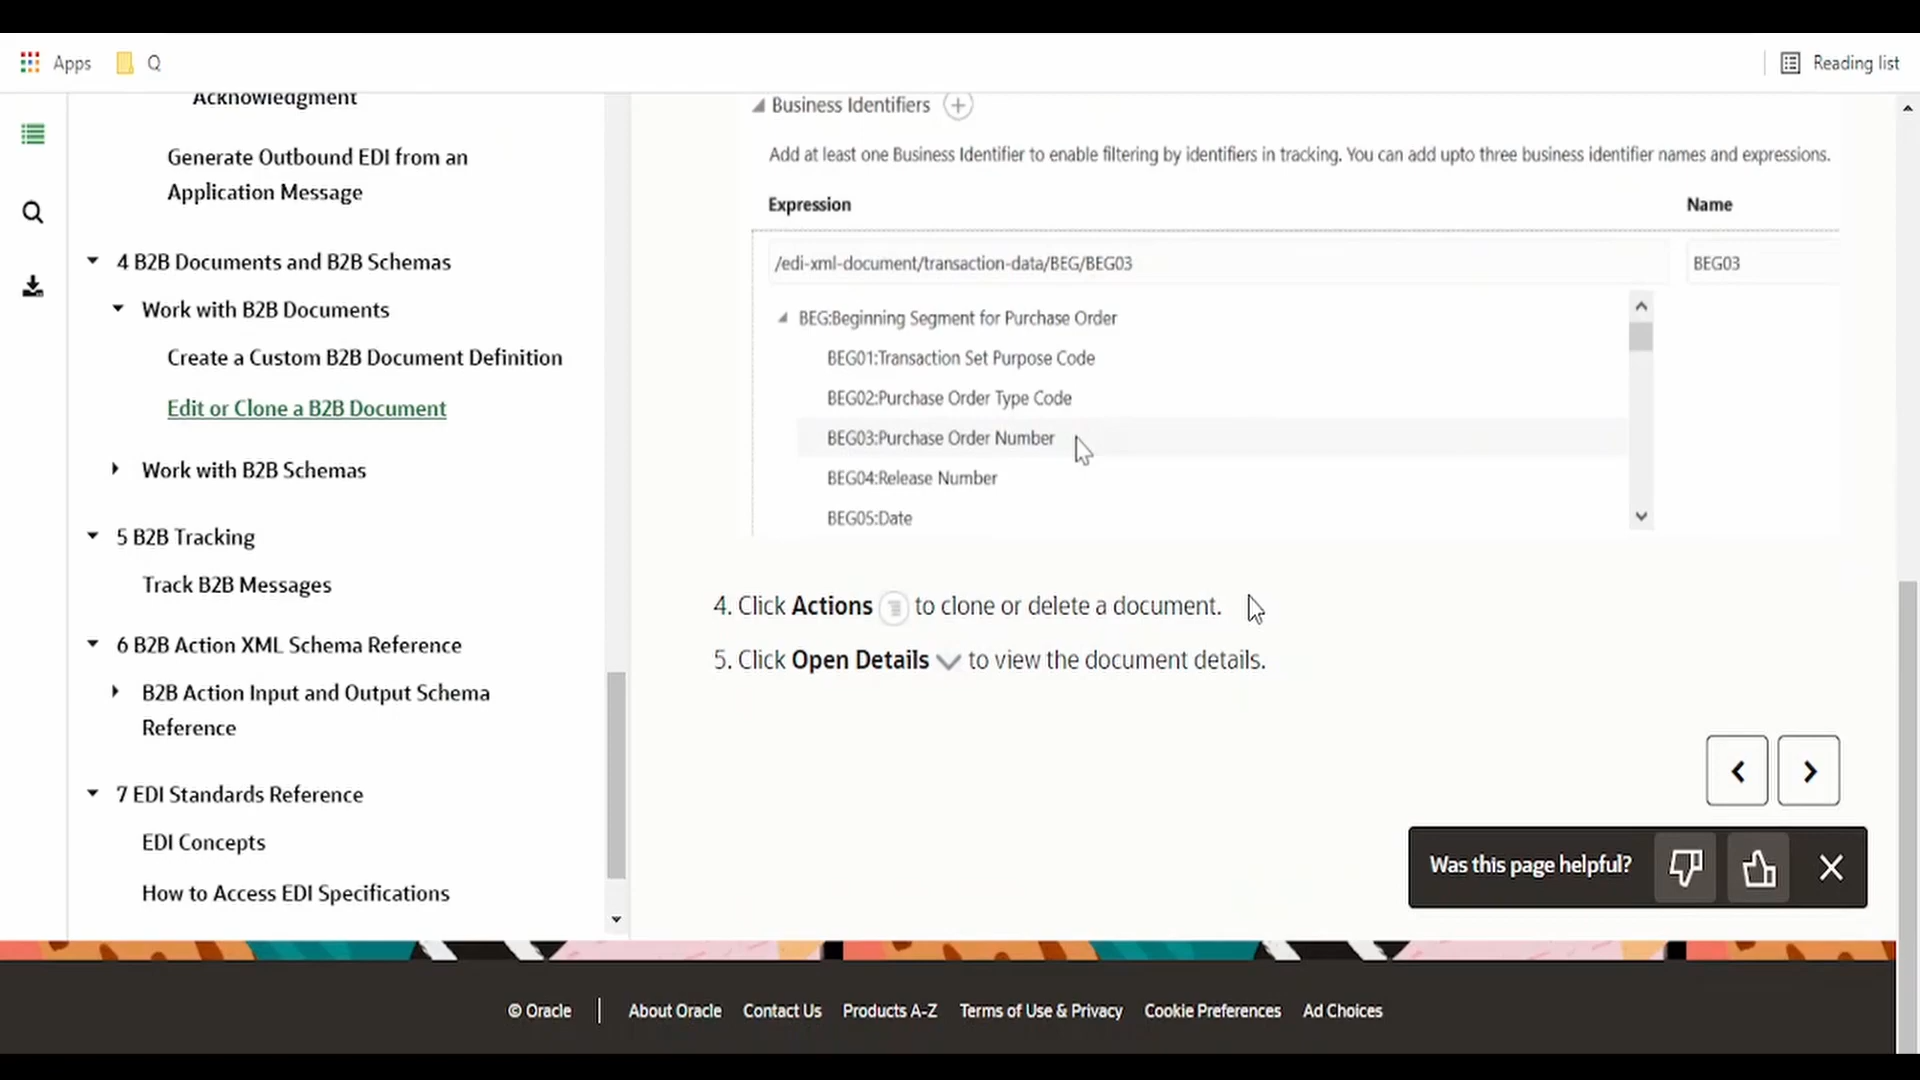 Apps
Q
Reading list
Acknowledgment
Generate Outbound EDI from an
Application Message
4 B2B Documents and B2B Schemas
Work with B2B Documents
Create a Custom B2B Document Definition
Edit or Clone a B2B Document
Work with B2B Schemas
5 B2B Tracking
Track B2B Messages
6 B2B Action XML Schema Reference
B2B Action Input and Output Schema
Reference
7 EDI Standards Reference
EDI Concepts
How to Access EDI Specifications
Business Identifiers
Add at least one Business Identifier to enable filtering by identifiers in tracking. You can add upto three business identifier names and expressions.
Expression
Name
/edi-xml-document/transaction-data/BEG/BEG03
BEG03
BEG:Beginning Segment for Purchase Order
BEG01:Transaction Set Purpose Code
BEG02:Purchase Order Type Code
BEG03:Purchase Order Number
BEG04:Release Number
BEG05:Date
4. Click Actions to clone or delete a document.
5. Click Open Details to view the document details.
Was this page helpful?
© Oracle
About Oracle
Contact Us
Products A-Z
Terms of Use & Privacy
Cookie Preferences
Ad Choices